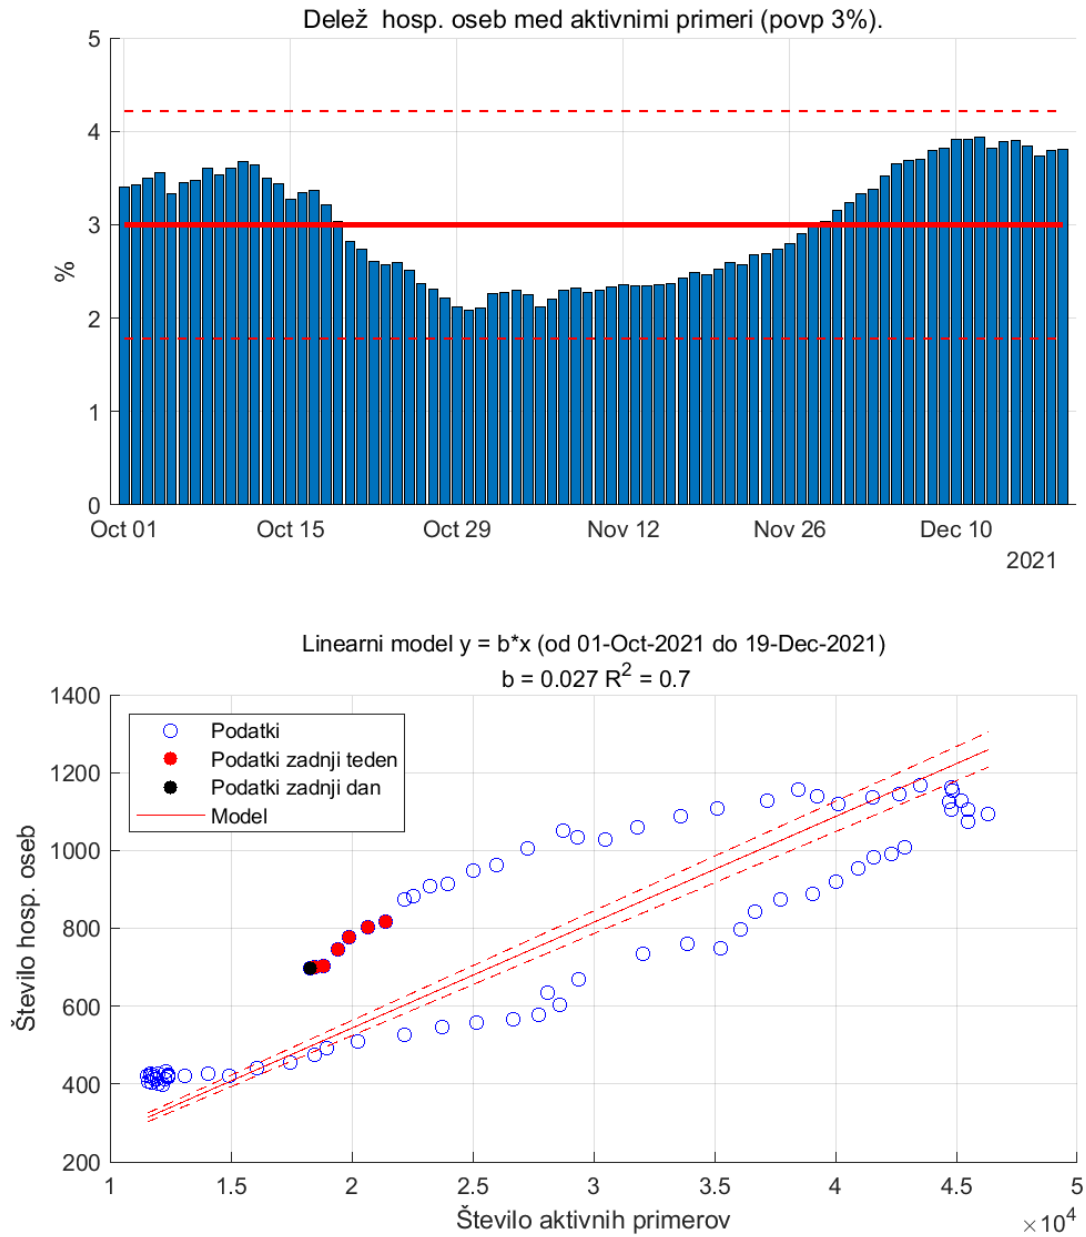 Delež  hosp. oseb med aktivnimi primeri (povp 3%).
5
4
3
2
1
0
%
Oct 01 Oct 15 Oct 29 Nov 12 Nov 26 Dec 10
2021
Linearni model y = b*x (od 01-Oct-2021 do 19-Dec-2021)
b = 0.027 R² = 0.7
1400
1200
1000
800
600
400
200
Število hosp. oseb
Podatki
Podatki zadnji teden
Podatki zadnji dan
Model
1 1.5 2 2.5 3 3.5 4 4.5 5
Število aktivnih primerov
×10⁴